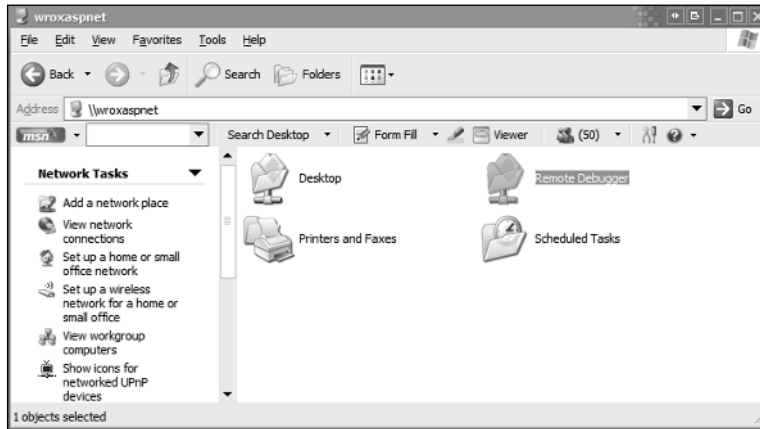 wroxaspnet
File Edit View Favorites Tools Help
Back Search Folders
Address \\wroxaspnet Go
msn Search Desktop Form Fill Viewer (50)
Network Tasks
Add a network place
View network
connections
Set up a home or small
office network
Set up a wireless
network for a home or
small office
View workgroup
computers
Show icons for
networked UPnP
devices
Desktop
Remote Debugger
Printers and Faxes
Scheduled Tasks
1 objects selected